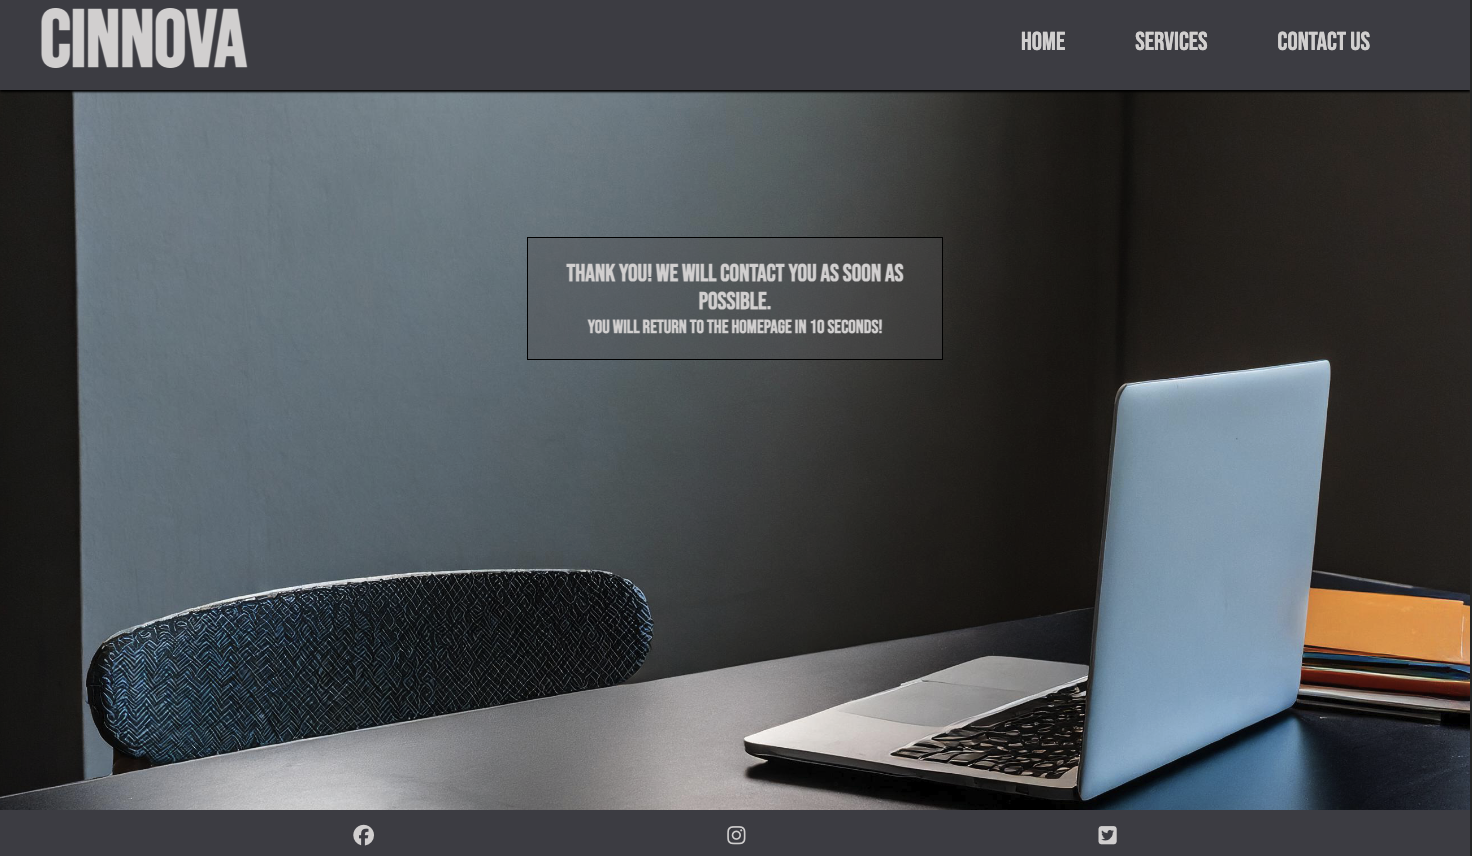 CINNOVA
HOME SERVICES CONTACT US
THANK YOU! WE WILL CONTACT YOU AS SOON AS
POSSIBLE.
YOU WILL RETURN TO THE HOMEPAGE IN 10 SECONDS!